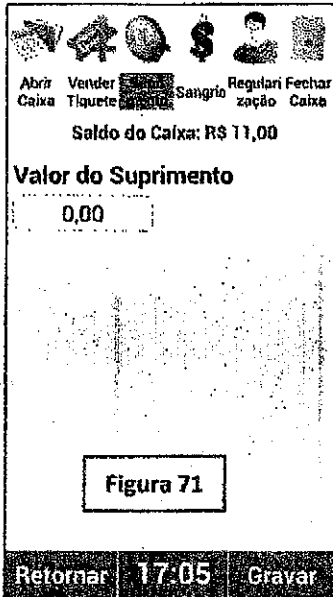 Abrir Vender Sangria Regulari Fechar
Caixa Tíquete zação Caixa
Saldo do Caixa: R$ 11,00
Valor do Suprimento
0,00
Figura 71
Retornar 17:05 Gravar